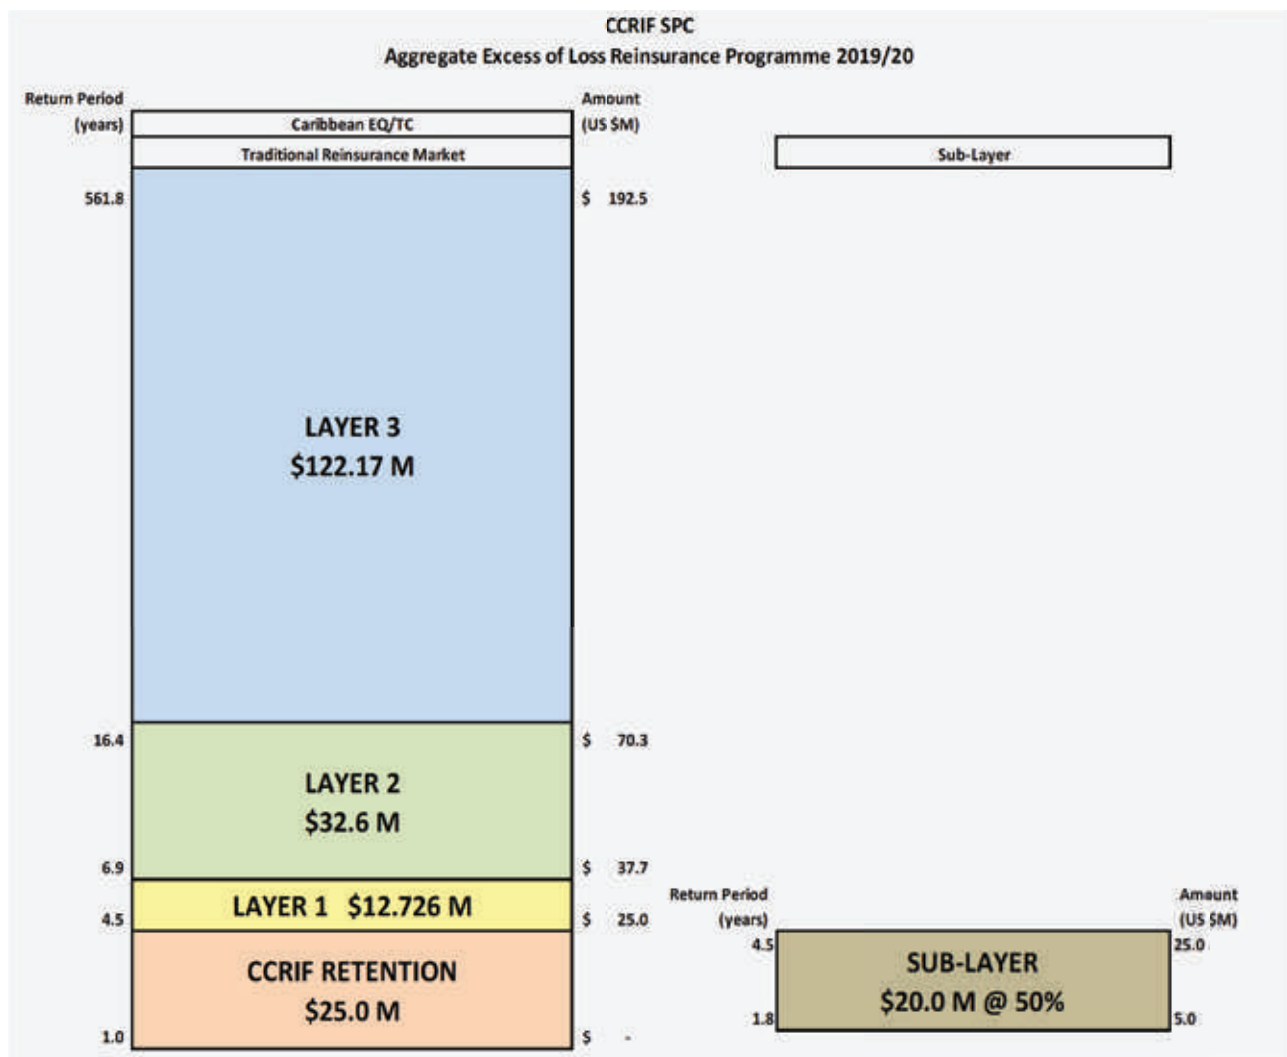 CCRIF SPC
Aggregate Excess of Loss Reinsurance Programme 2019/20
Return Period
(years)
Caribbean EQ/TC
Amount
(US $M)
Traditional Reinsurance Market
Sub-Layer
561.8
$ 192.5
LAYER 3
$122.17 M
16.4
$ 70.3
LAYER 2
$32.6 M
6.9
$ 37.7
LAYER 1 $12.726 M
4.5
$ 25.0
CCRIF RETENTION
$25.0 M
1.0
$ -
Return Period
(years)
Amount
(US $M)
4.5
25.0
SUB-LAYER
$20.0 M @ 50%
1.8
5.0